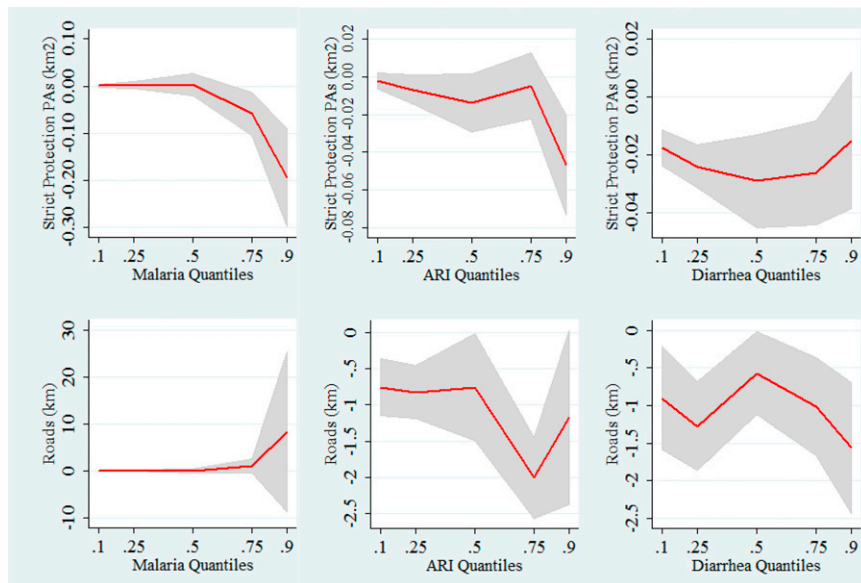 Strict Protection PAs (km2)
0.10
0.00
-0.10
-0.20
-0.30
.1 .25 .5 .75 .9
Malaria Quantiles
Strict Protection PAs (km2)
0.02
0.00
-0.02
-0.04
-0.06
-0.08
.1 .25 .5 .75 .9
ARI Quantiles
Strict Protection PAs (km2)
0.02
0.00
-0.02
-0.04
.1 .25 .5 .75 .9
Diarrhea Quantiles
Roads (km)
30
20
10
0
-10
.1 .25 .5 .75 .9
Malaria Quantiles
Roads (km)
0
-.5
-1
-1.5
-2
-2.5
.1 .25 .5 .75 .9
ARI Quantiles
Roads (km)
0
-.5
-1
-1.5
-2
-2.5
.1 .25 .5 .75 .9
Diarrhea Quantiles